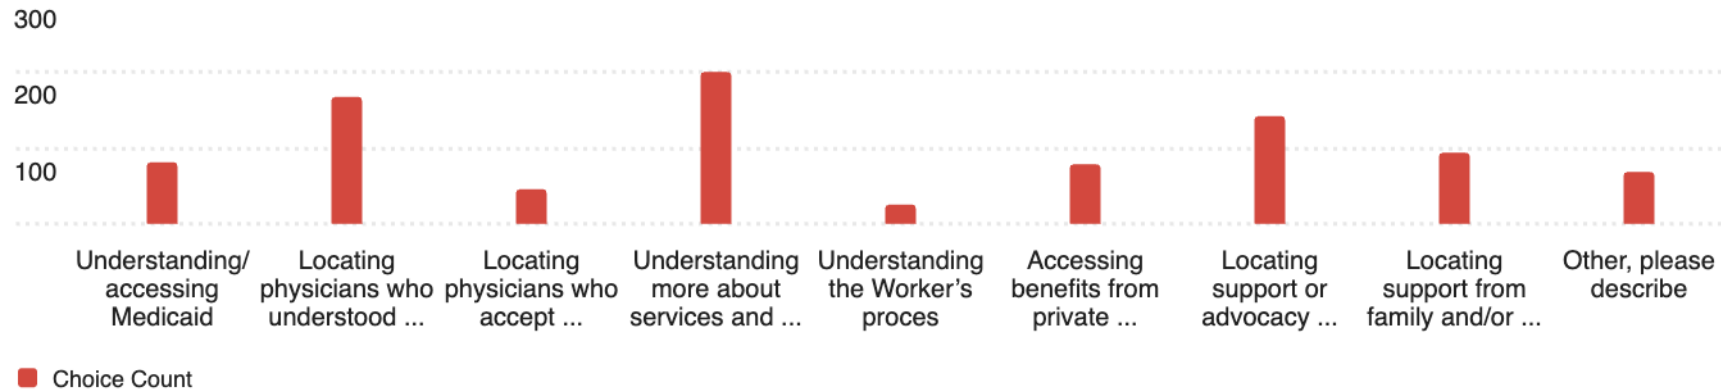 300
200
100
Understanding/
accessing
Medicaid
Locating
physicians who
understood ...
Locating
physicians who
accept ...
Understanding
more about
services and ...
Understanding
the Worker's
proces
Accessing
benefits from
private ...
Locating
support or
advocacy ...
Locating
support from
family and/or ...
Other, please
describe
Choice Count